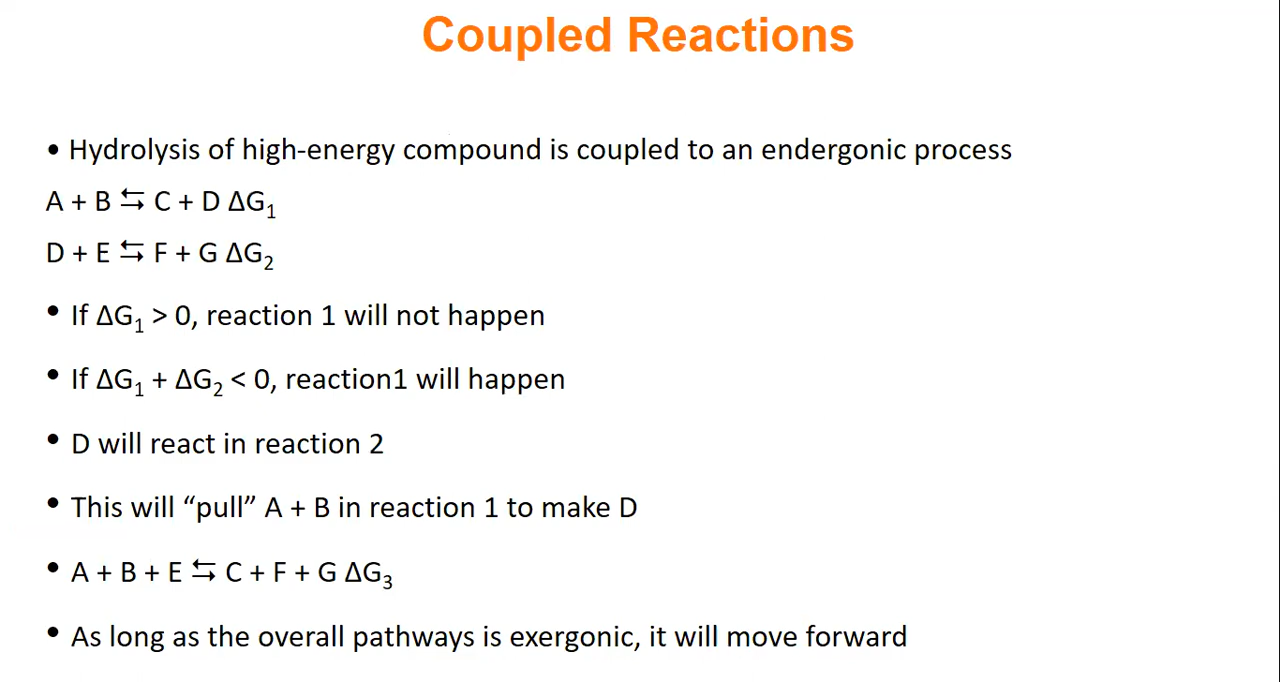 Coupled Reactions
• Hydrolysis of high-energy compound is coupled to an endergonic process
A + B ⇆ C + D ΔG₁
D + E ⇆ F + G ΔG₂
• If ΔG₁ > 0, reaction 1 will not happen
• If ΔG₁ + ΔG₂ < 0, reaction1 will happen
• D will react in reaction 2
• This will “pull” A + B in reaction 1 to make D
• A + B + E ⇆ C + F + G ΔG₃
• As long as the overall pathways is exergonic, it will move forward